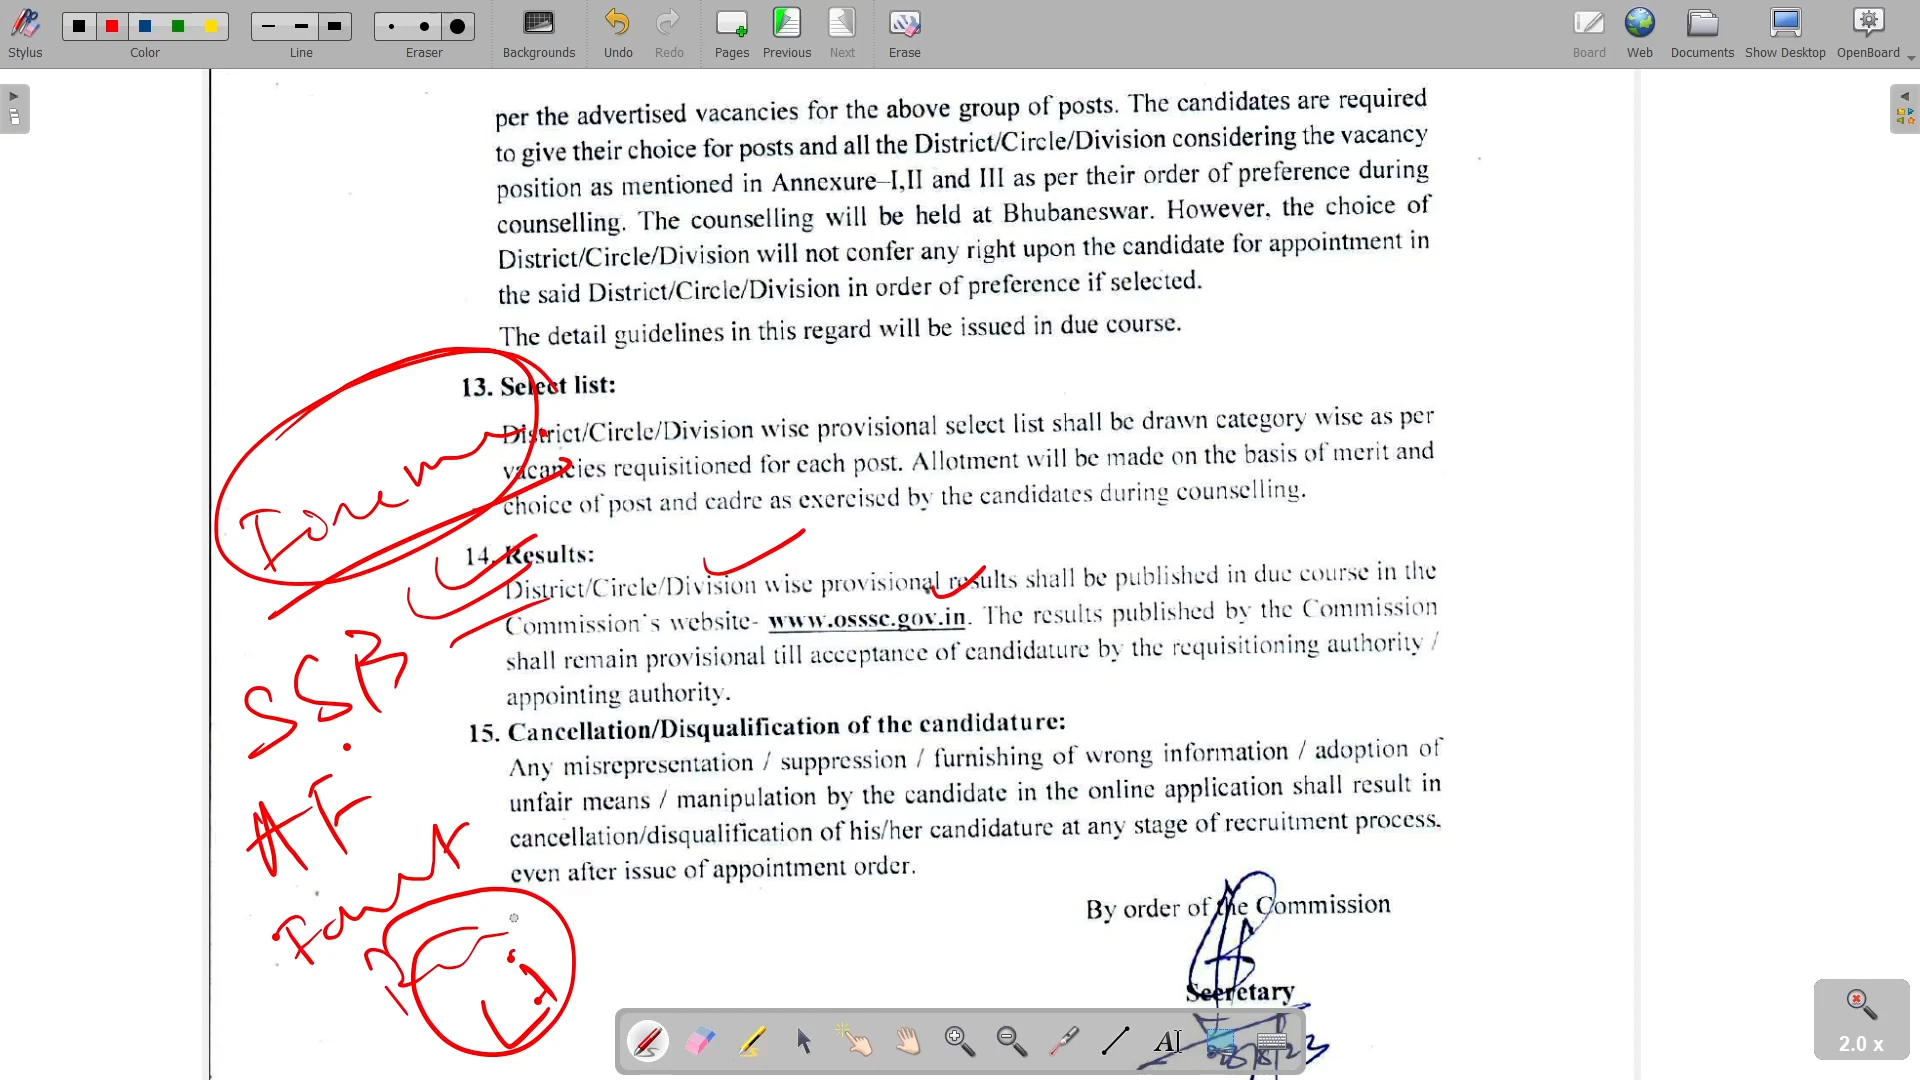 Stylus
Color
Line
Eraser
Backgrounds
Undo
Redo
Pages
Previous
Next
Erase
Board
Web
Documents
Show Desktop
OpenBoard
per the advertised vacancies for the above group of posts. The candidates are required
to give their choice for posts and all the District/Circle/Division considering the vacancy
position as mentioned in Annexure–I,II and III as per their order of preference during
counselling. The counselling will be held at Bhubaneswar. However, the choice of
District/Circle/Division will not confer any right upon the candidate for appointment in
the said District/Circle/Division in order of preference if selected.
The detail guidelines in this regard will be issued in due course.
13. Select list:
District/Circle/Division wise provisional select list shall be drawn category wise as per
vacancies requisitioned for each post. Allotment will be made on the basis of merit and
choice of post and cadre as exercised by the candidates during counselling.
14. Results:
District/Circle/Division wise provisional results shall be published in due course in the
Commission's website- www.osssc.gov.in. The results published by the Commission
shall remain provisional till acceptance of candidature by the requisitioning authority /
appointing authority.
SSB
15. Cancellation/Disqualification of the candidature:
Any misrepresentation / suppression / furnishing of wrong information / adoption of
unfair means / manipulation by the candidate in the online application shall result in
cancellation/disqualification of his/her candidature at any stage of recruitment process.
even after issue of appointment order.
AF
By order of the Commission
Secretary
2.0 x